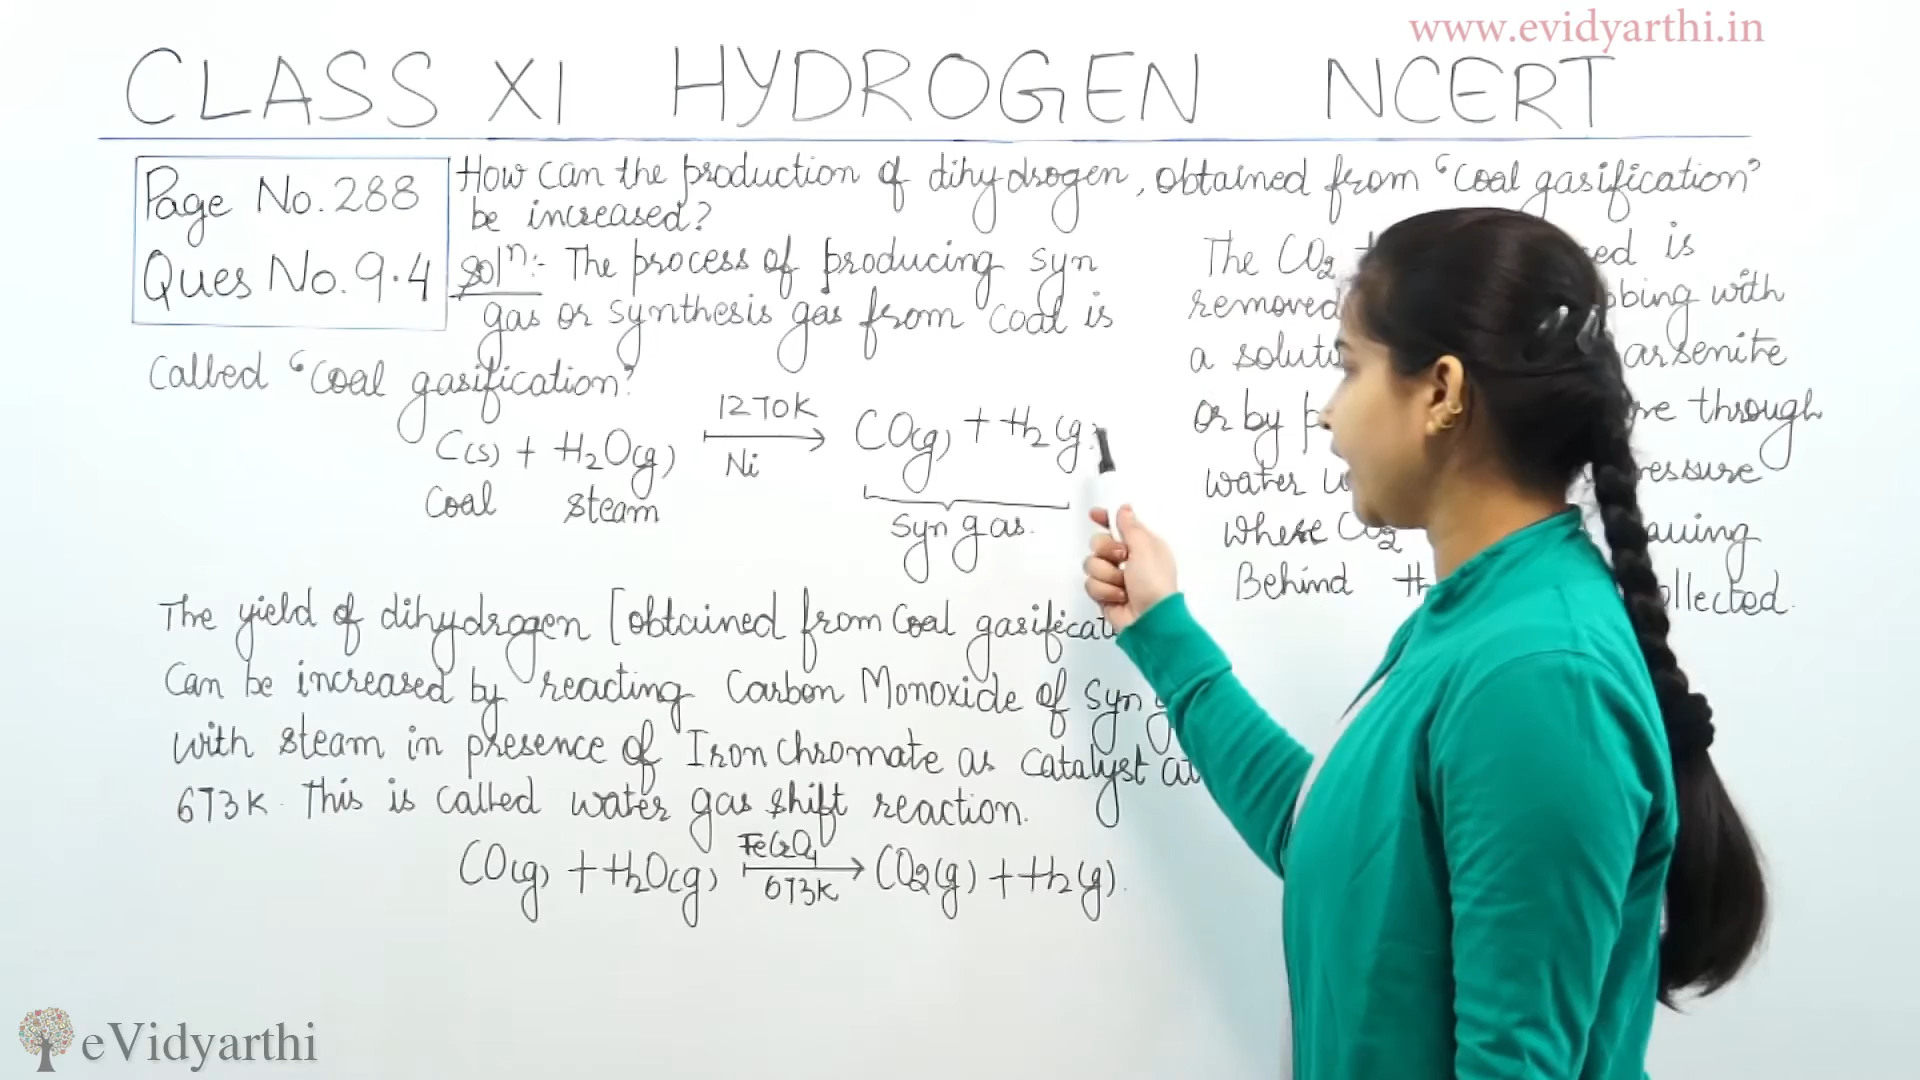 www.evidyarthi.in
CLASS XI HYDROGEN NCERT
Page No. 288
Ques No. 9.4
How can the production of dihydrogen, obtained from 'Coal gasification'
be increased?
Solⁿ:- The process of producing syn
gas or synthesis gas from coal is
called 'Coal gasification'.
C(s) + H2O(g) 1270K Ni → CO(g) + H2(g)
Coal steam
syn gas.
The yield of dihydrogen [obtained from Coal
Can be increased by reacting Carbon Monoxide of Syn
with steam in presence of Iron chromate as catalyst at
673K. This is called water gas shift reaction.
CO(g) + H2O(g) FeCrO4 673K → CO2(g) + H2(g).
The CO2 is
removed with
a arsenite
or by through
water
where CO2
Behind
eVidyarthi